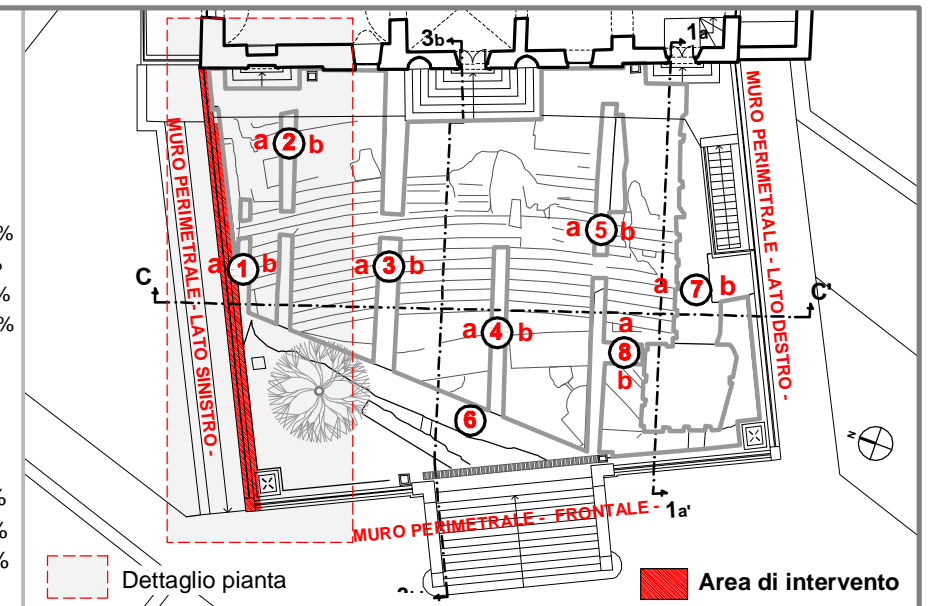 3b
1a
MURO PERIMETRALE - LATO SINISTRO -
MURO PERIMETRALE - LATO DESTRO -
a 2 b
a 5 b
%
a 1 b
a 3 b
a 7 b
%
C
C'
%
a 4 b
a
8
b
6
N
%
1a'
MURO PERIMETRALE - FRONTALE -
%
%
Dettaglio pianta
Area di intervento